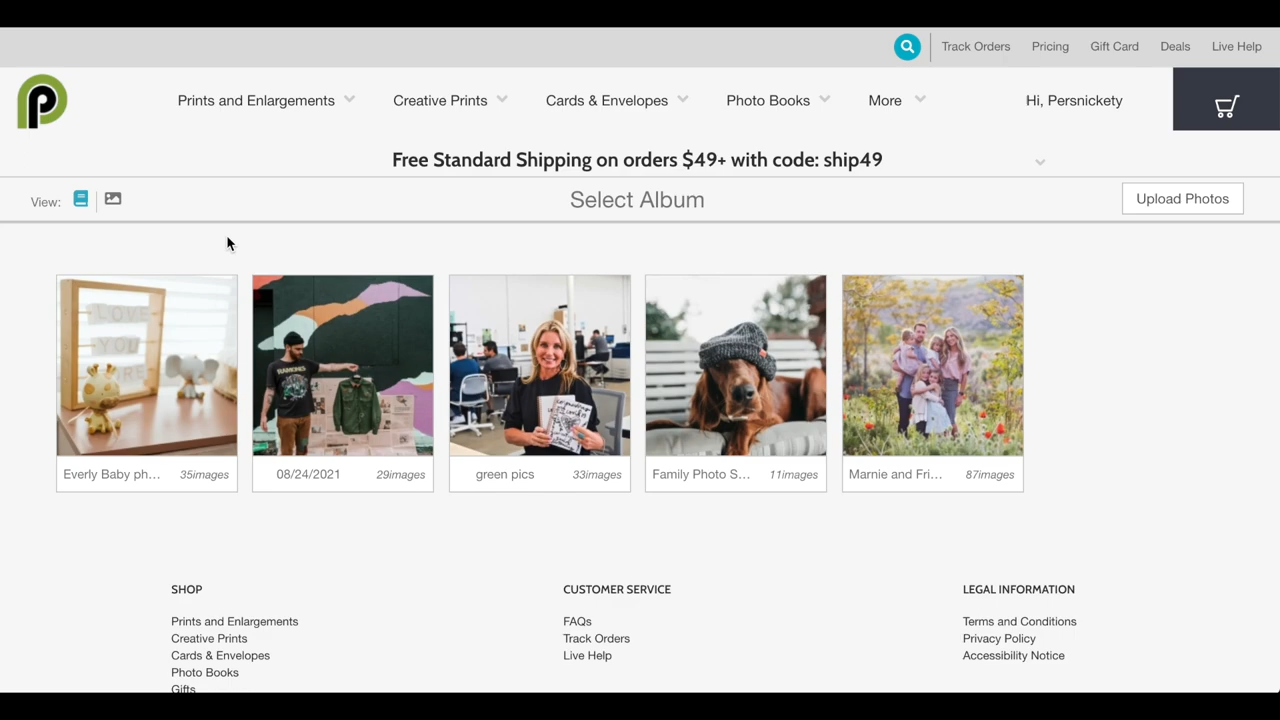 Track Orders Pricing Gift Card Deals Live Help
Prints and Enlargements Creative Prints Cards & Envelopes Photo Books More Hi, Persnickety
Free Standard Shipping on orders $49+ with code: ship49
View: Select Album Upload Photos
LOVE
YOU
RAMONES
Everly Baby ph... 35images
08/24/2021 29images
green pics 33images
Family Photo S... 11images
Marnie and Fri... 87images
SHOP
Prints and Enlargements
Creative Prints
Cards & Envelopes
Photo Books
Gifts
CUSTOMER SERVICE
FAQs
Track Orders
Live Help
LEGAL INFORMATION
Terms and Conditions
Privacy Policy
Accessibility Notice